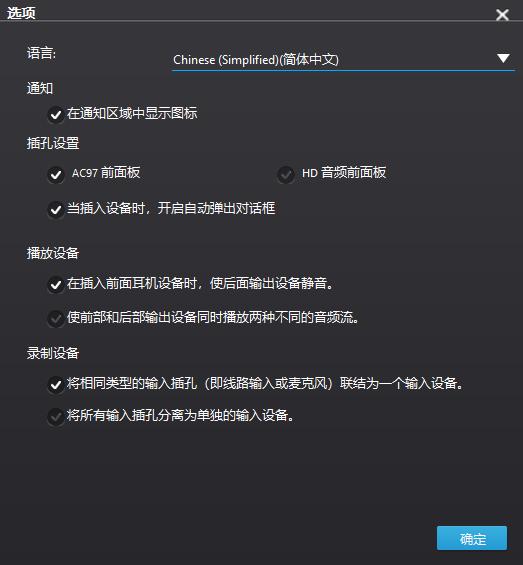 选项
语言:
Chinese (Simplified)(简体中文)
通知
在通知区域中显示图标
插孔设置
AC97 前面板
HD 音频前面板
当插入设备时，开启自动弹出对话框
播放设备
在插入前面耳机设备时，使后面输出设备静音。
使前部和后部输出设备同时播放两种不同的音频流。
录制设备
将相同类型的输入插孔（即线路输入或麦克风）联结为一个输入设备。
将所有输入插孔分离为单独的输入设备。
确定